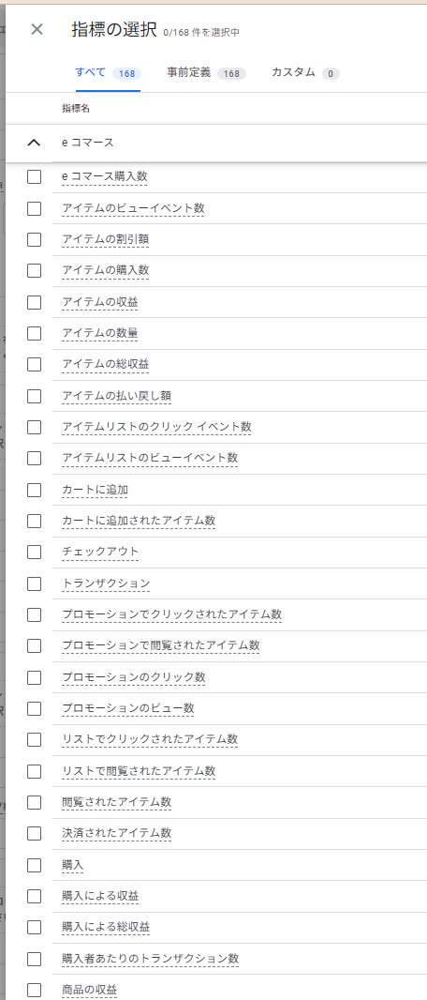 指標の選択 0/168 件を選択中
すべて 168 事前定義 168 カスタム 0
指標名
e コマース
e コマース購入数
アイテムのビューイベント数
アイテムの割引額
アイテムの購入数
アイテムの収益
アイテムの数量
アイテムの総収益
アイテムの払い戻し額
アイテムリストのクリック イベント数
アイテムリストのビューイベント数
カートに追加
カートに追加されたアイテム数
チェックアウト
トランザクション
プロモーションでクリックされたアイテム数
プロモーションで閲覧されたアイテム数
プロモーションのクリック数
プロモーションのビュー数
リストでクリックされたアイテム数
リストで閲覧されたアイテム数
閲覧されたアイテム数
決済されたアイテム数
購入
購入による収益
購入による総収益
購入者あたりのトランザクション数
商品の収益